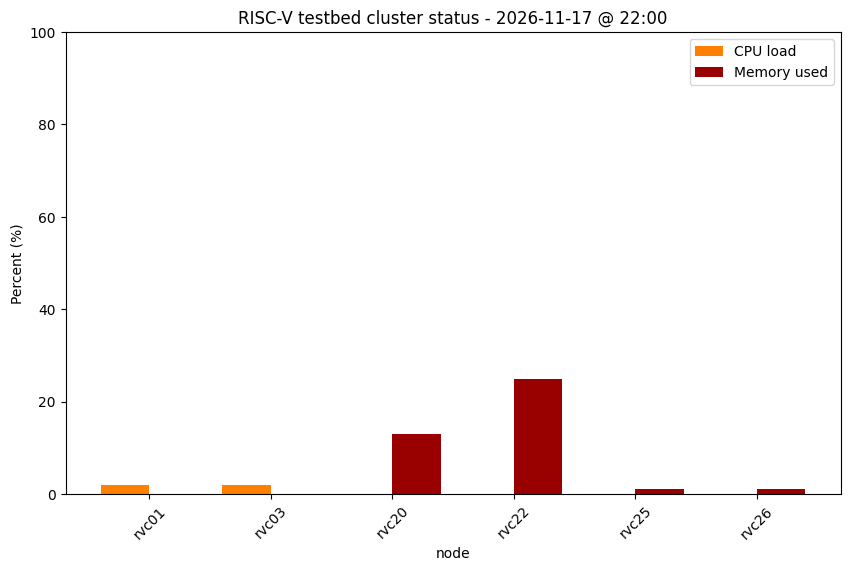 RISC-V testbed cluster status - 2026-11-17 @ 22:00
100
80
60
40
20
0
Percent (%)
CPU load
Memory used
rvc01
rvc03
rvc20
rvc22
rvc25
rvc26
node